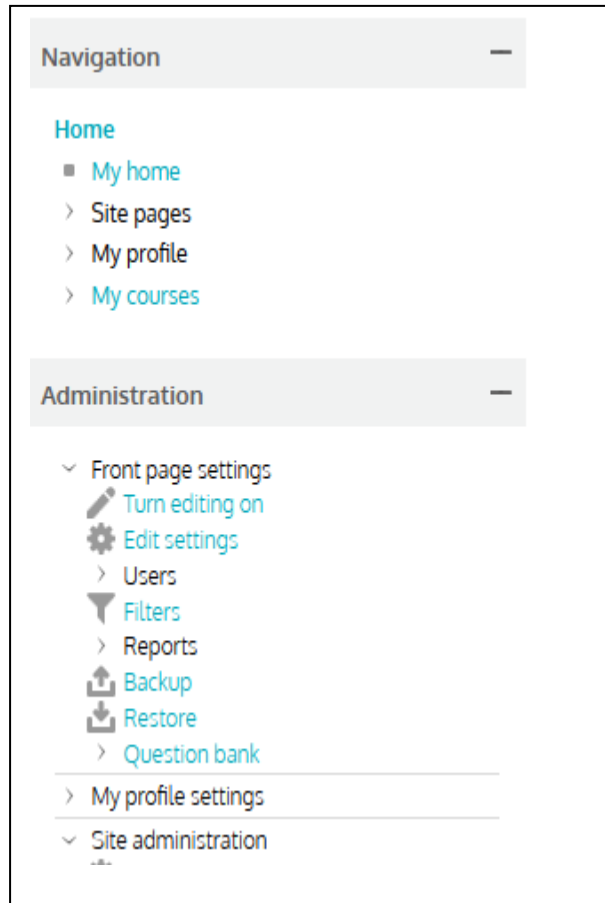 Navigation
Home
My home
Site pages
My profile
My courses
Administration
Front page settings
Turn editing on
Edit settings
Users
Filters
Reports
Backup
Restore
Question bank
My profile settings
Site administration